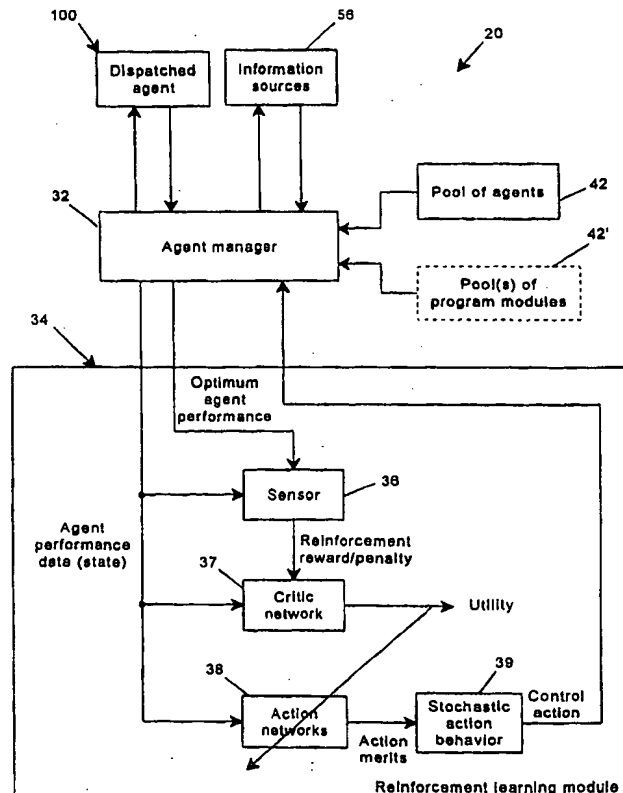 100
56
20
Dispatched
agent
Information
sources
32
Agent manager
Pool of agents
42
42'
Pool(s) of
program modules
34
Optimum
agent
performance
Sensor
36
Agent
performance
data (state)
Reinforcement
reward/penalty
37
Critic
network
Utility
38
Action
networks
Action
merits
39
Stochastic
action
behavior
Control
action
Reinforcement learning module